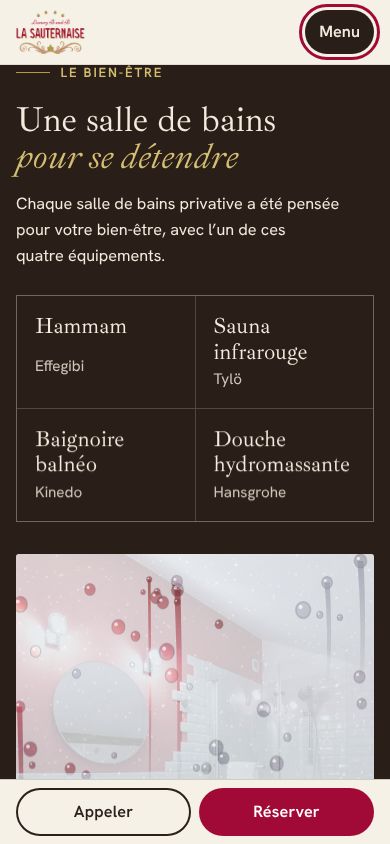 Luxury B and B
LA SAUTERNAISE
Menu
LE BIEN-ÊTRE
Une salle de bains
pour se détendre
Chaque salle de bains privative a été pensée
pour votre bien-être, avec l’un de ces
quatre équipements.
Hammam
Effegibi
Sauna
infrarouge
Tylö
Baignoire
balnéo
Kinedo
Douche
hydromassante
Hansgrohe
Appeler
Réserver